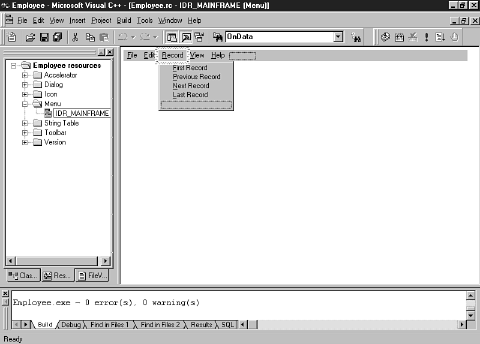 Employee - Microsoft Visual C++ - [Employee.rc - IDR_MAINFRAME (Menu)]
File Edit View Insert Project Build Tools Window Help
OnData
Employee resources
Accelerator
Dialog
Icon
Menu
IDR_MAINFRAME
String Table
Toolbar
Version
File Edit Record View Help
First Record
Previous Record
Next Record
Last Record
Clas... Res... FileV...
Employee.exe - 0 error(s), 0 warning(s)
Build Debug Find in Files 1 Find in Files 2 Results SQL
Ready